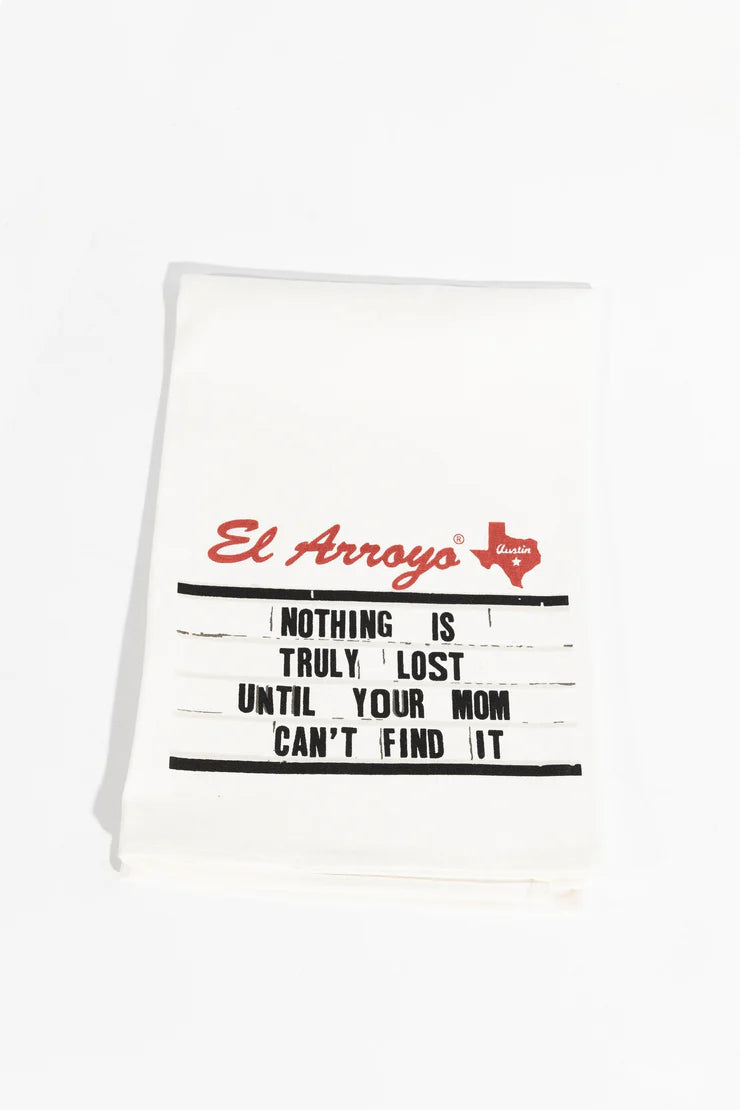 El Arroyo®
Austin
NOTHING IS
TRULY LOST
UNTIL YOUR MOM
CAN'T FIND IT